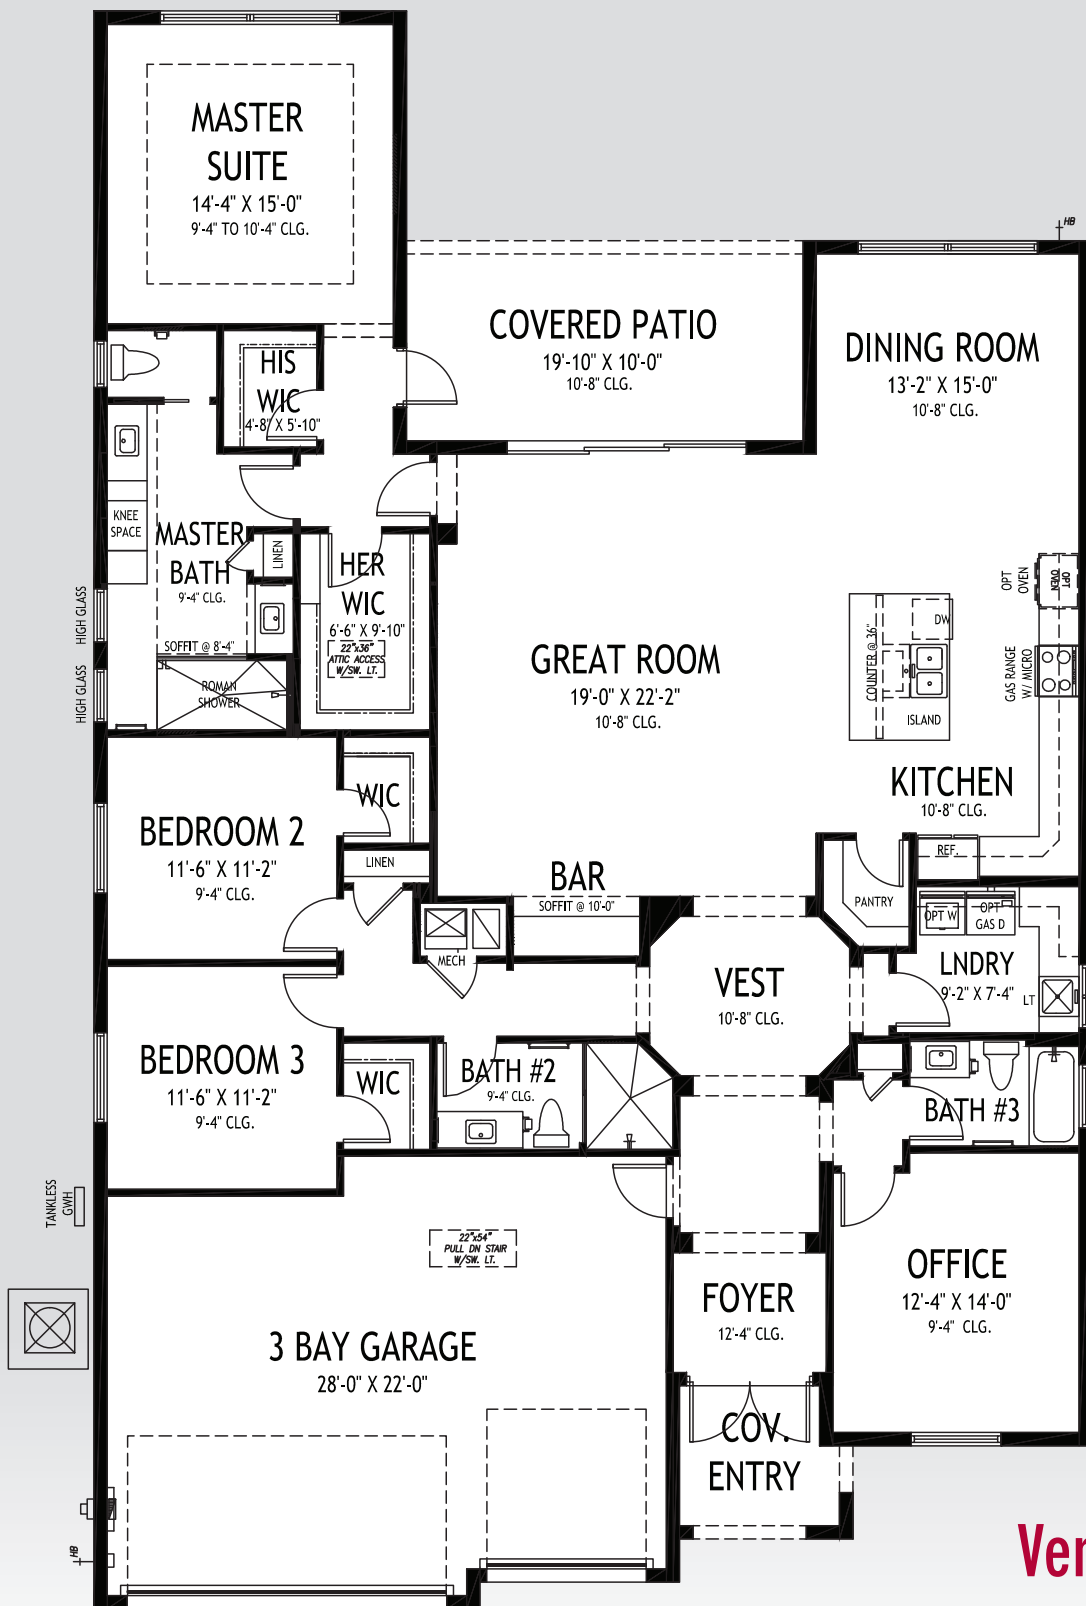 MASTER
SUITE
14'-4" X 15'-0"
9'-4" TO 10'-4" CLG.
HB
COVERED PATIO
19'-10" X 10'-0"
10'-8" CLG.
DINING ROOM
13'-2" X 15'-0"
10'-8" CLG.
HIS
WIC
4'-8" X 5'-10"
KNEE
SPACE
MASTER
BATH
9'-4" CLG.
LINEN
SOFFIT @ 8'-4"
HIGH GLASS
HIGH GLASS
ROMAN
SHOWER
HER
WIC
6'-6" X 9'-10"
22"x36"
ATTIC ACCESS
W/SW. LT.
GREAT ROOM
19'-0" X 22'-2"
10'-8" CLG.
OPT
OVEN
OPT
OVEN
DW
COUNTER @ 36"
ISLAND
GAS RANGE
W/ MICRO
KITCHEN
10'-8" CLG.
REF.
PANTRY
BEDROOM 2
11'-6" X 11'-2"
9'-4" CLG.
WIC
LINEN
BAR
SOFFIT @ 10'-0"
MECH
VEST
10'-8" CLG.
OPT W
OPT
GAS D
LNDRY
9'-2" X 7'-4"
LT
BEDROOM 3
11'-6" X 11'-2"
9'-4" CLG.
WIC
BATH #2
9'-4" CLG.
BATH #3
TANKLESS
GWH
22"x54"
PULL DN STAIR
W/SW. LT.
FOYER
12'-4" CLG.
OFFICE
12'-4" X 14'-0"
9'-4" CLG.
3 BAY GARAGE
28'-0" X 22'-0"
COV.
ENTRY
HB
Ver